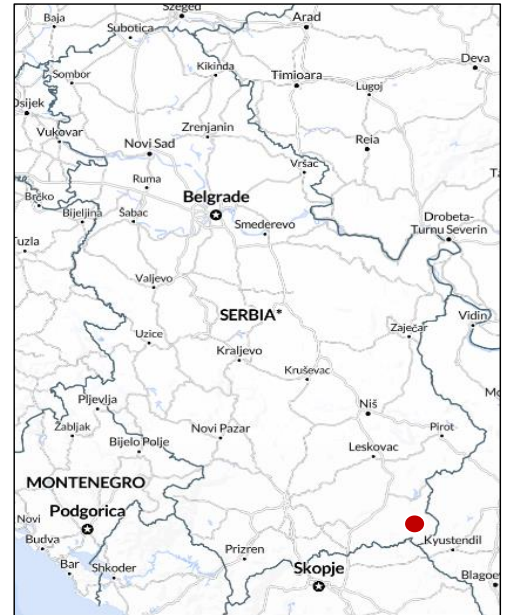 Szeged
Baja
Arad
Subotica
Deva
Sombor
Kikinda
Timioara
Lugoj
Osijek
Vukovar
Zrenjanin
Reia
Novi Sad
Vršac
Ruma
Brčko
Belgrade
Bijeljina
Šabac
Smederevo
Drobeta-
Turnu Severin
Tuzla
Valjevo
SERBIA*
Vidin
Zaječar
Uzice
Kraljevo
Kruševac
Pljevlja
Niš
Žabljak
Novi Pazar
Pirot
Bijelo Polje
Leskovac
MONTENEGRO
Podgorica
Novi
Budva
Kyustendil
Prizren
Bar
Shkoder
Skopje
Blagoev